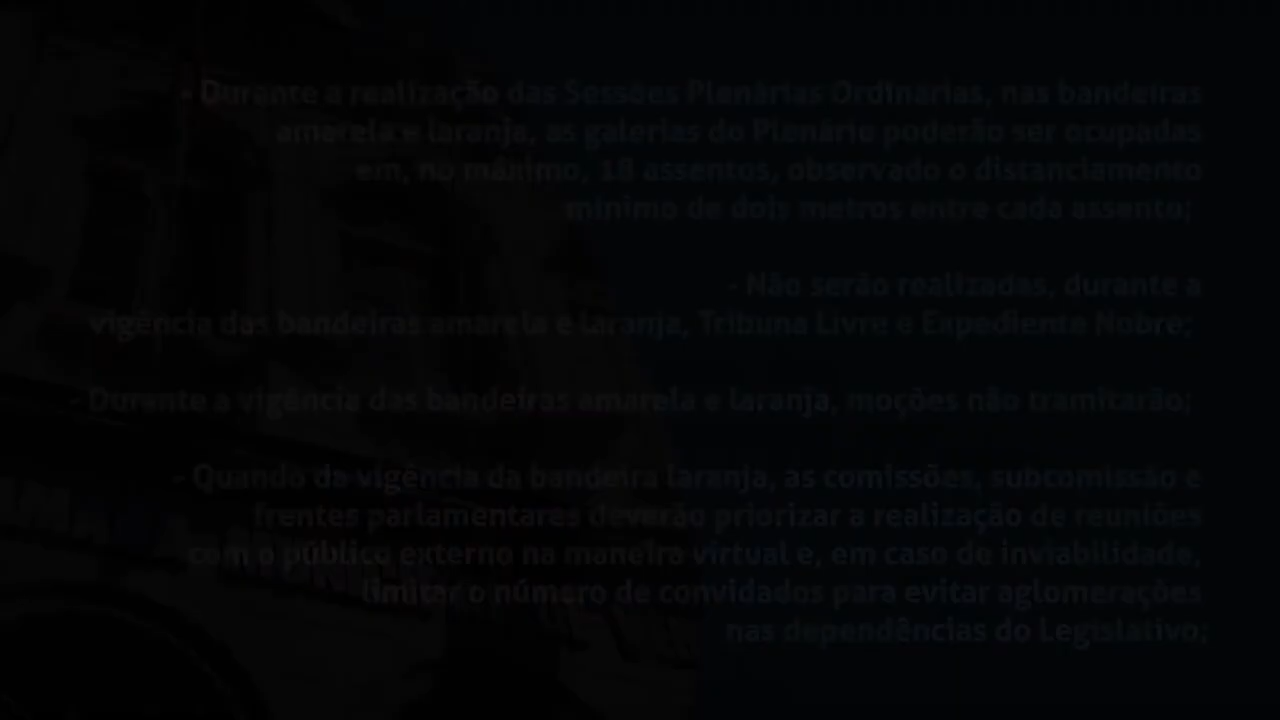 - Durante a realização das Sessões Plenárias Ordinárias, nas bandeiras
amarela e laranja, as galerias do Plenário poderão ser ocupadas
em, no máximo, 18 assentos, observado o distanciamento
mínimo de dois metros entre cada assento;
- Não serão realizadas, durante a
vigência das bandeiras amarela e laranja, Tribuna Livre e Expediente Nobre;
- Durante a vigência das bandeiras amarela e laranja, moções não tramitarão;
- Quando da vigência da bandeira laranja, as comissões, subcomissão e
frentes parlamentares deverão priorizar a realização de reuniões
com o público externo na maneira virtual e, em caso de inviabilidade,
limitar o número de convidados para evitar aglomerações
nas dependências do Legislativo;